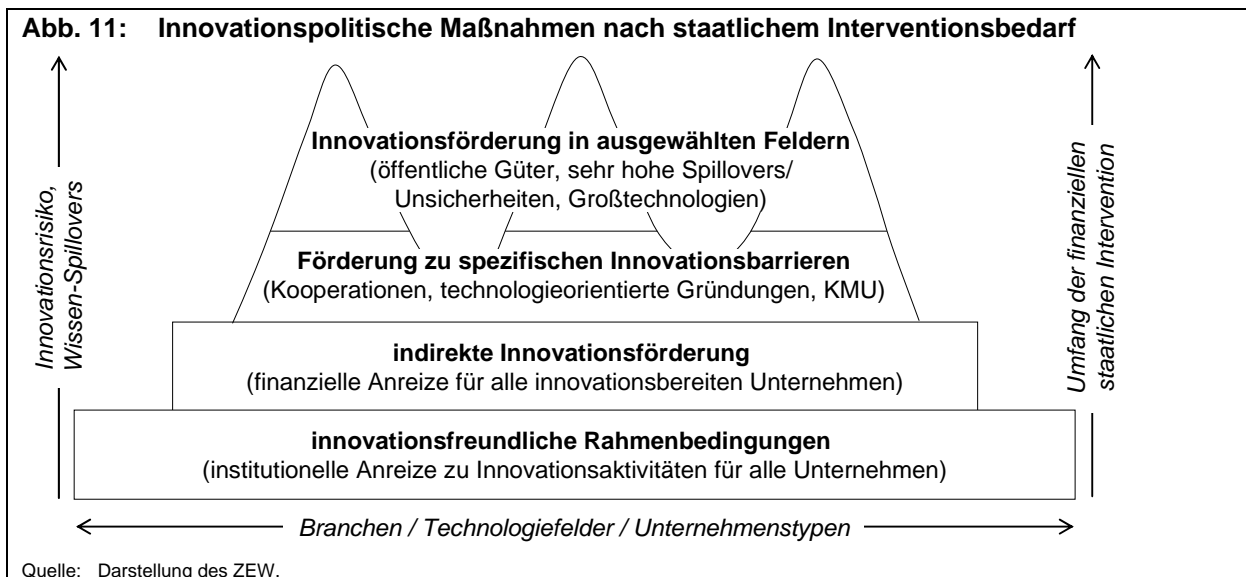 Abb. 11: Innovationspolitische Maßnahmen nach staatlichem Interventionsbedarf
Innovationsrisiko,
Wissen-Spillovers
Innovationsförderung in ausgewählten Feldern
(öffentliche Güter, sehr hohe Spillovers/
Unsicherheiten, Großtechnologien)
Förderung zu spezifischen Innovationsbarrieren
(Kooperationen, technologieorientierte Gründungen, KMU)
indirekte Innovationsförderung
(finanzielle Anreize für alle innovationsbereiten Unternehmen)
innovationsfreundliche Rahmenbedingungen
(institutionelle Anreize zu Innovationsaktivitäten für alle Unternehmen)
Umfang der finanziellen
staatlichen Intervention
Branchen / Technologiefelder / Unternehmenstypen
Quelle: Darstellung des ZEW.